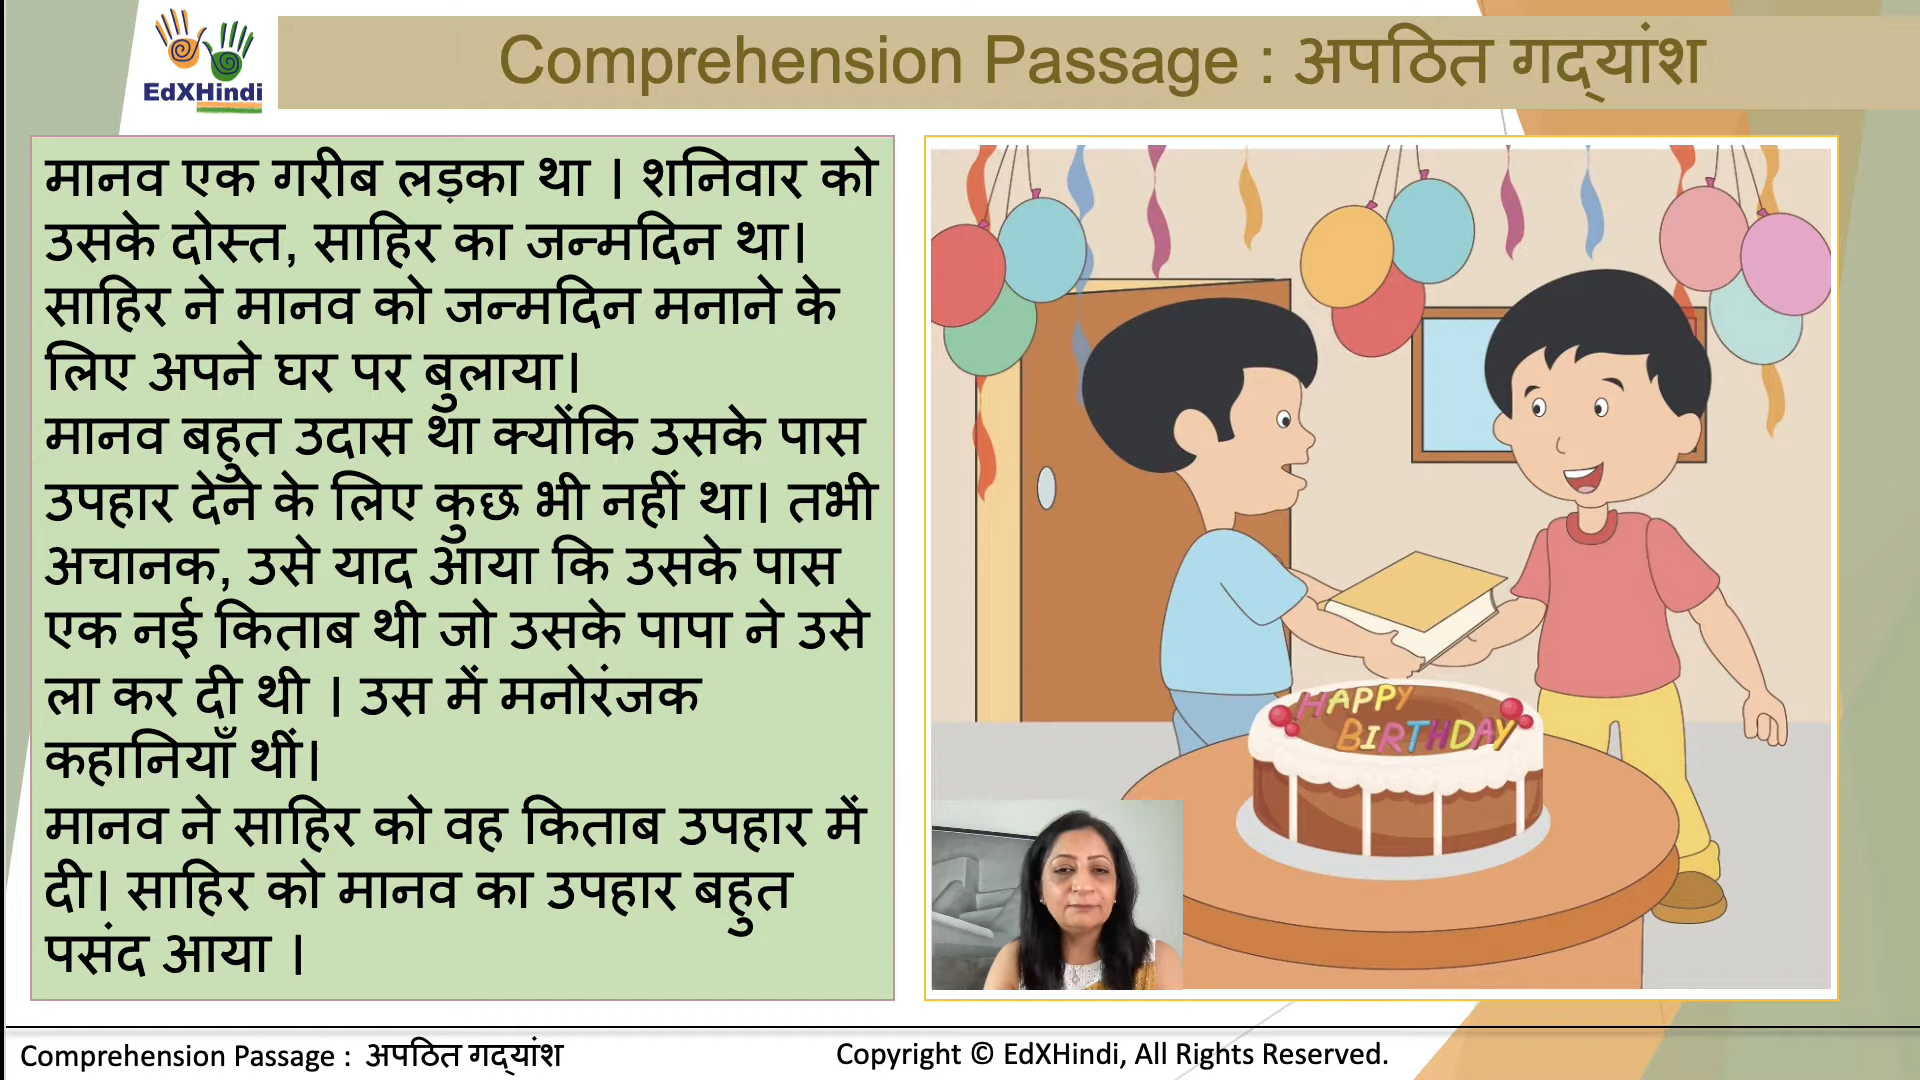 EdXHindi
Comprehension Passage : अपठित गद्‌यांश
मानव एक गरीब लड़का था । शनिवार को
उसके दोस्त, साहिर का जन्मदिन था।
साहिर ने मानव को जन्मदिन मनाने के
लिए अपने घर पर बुलाया।
मानव बहुत उदास था क्योंकि उसके पास
उपहार देने के लिए कुछ भी नहीं था। तभी
अचानक, उसे याद आया कि उसके पास
एक नई किताब थी जो उसके पापा ने उसे
ला कर दी थी । उस में मनोरंजक
कहानियाँ थीं।
मानव ने साहिर को वह किताब उपहार में
दी। साहिर को मानव का उपहार बहुत
पसंद आया ।
HAPPY
BIRTHDAY
Comprehension Passage : अपठित गद्‌यांश
Copyright © EdXHindi, All Rights Reserved.